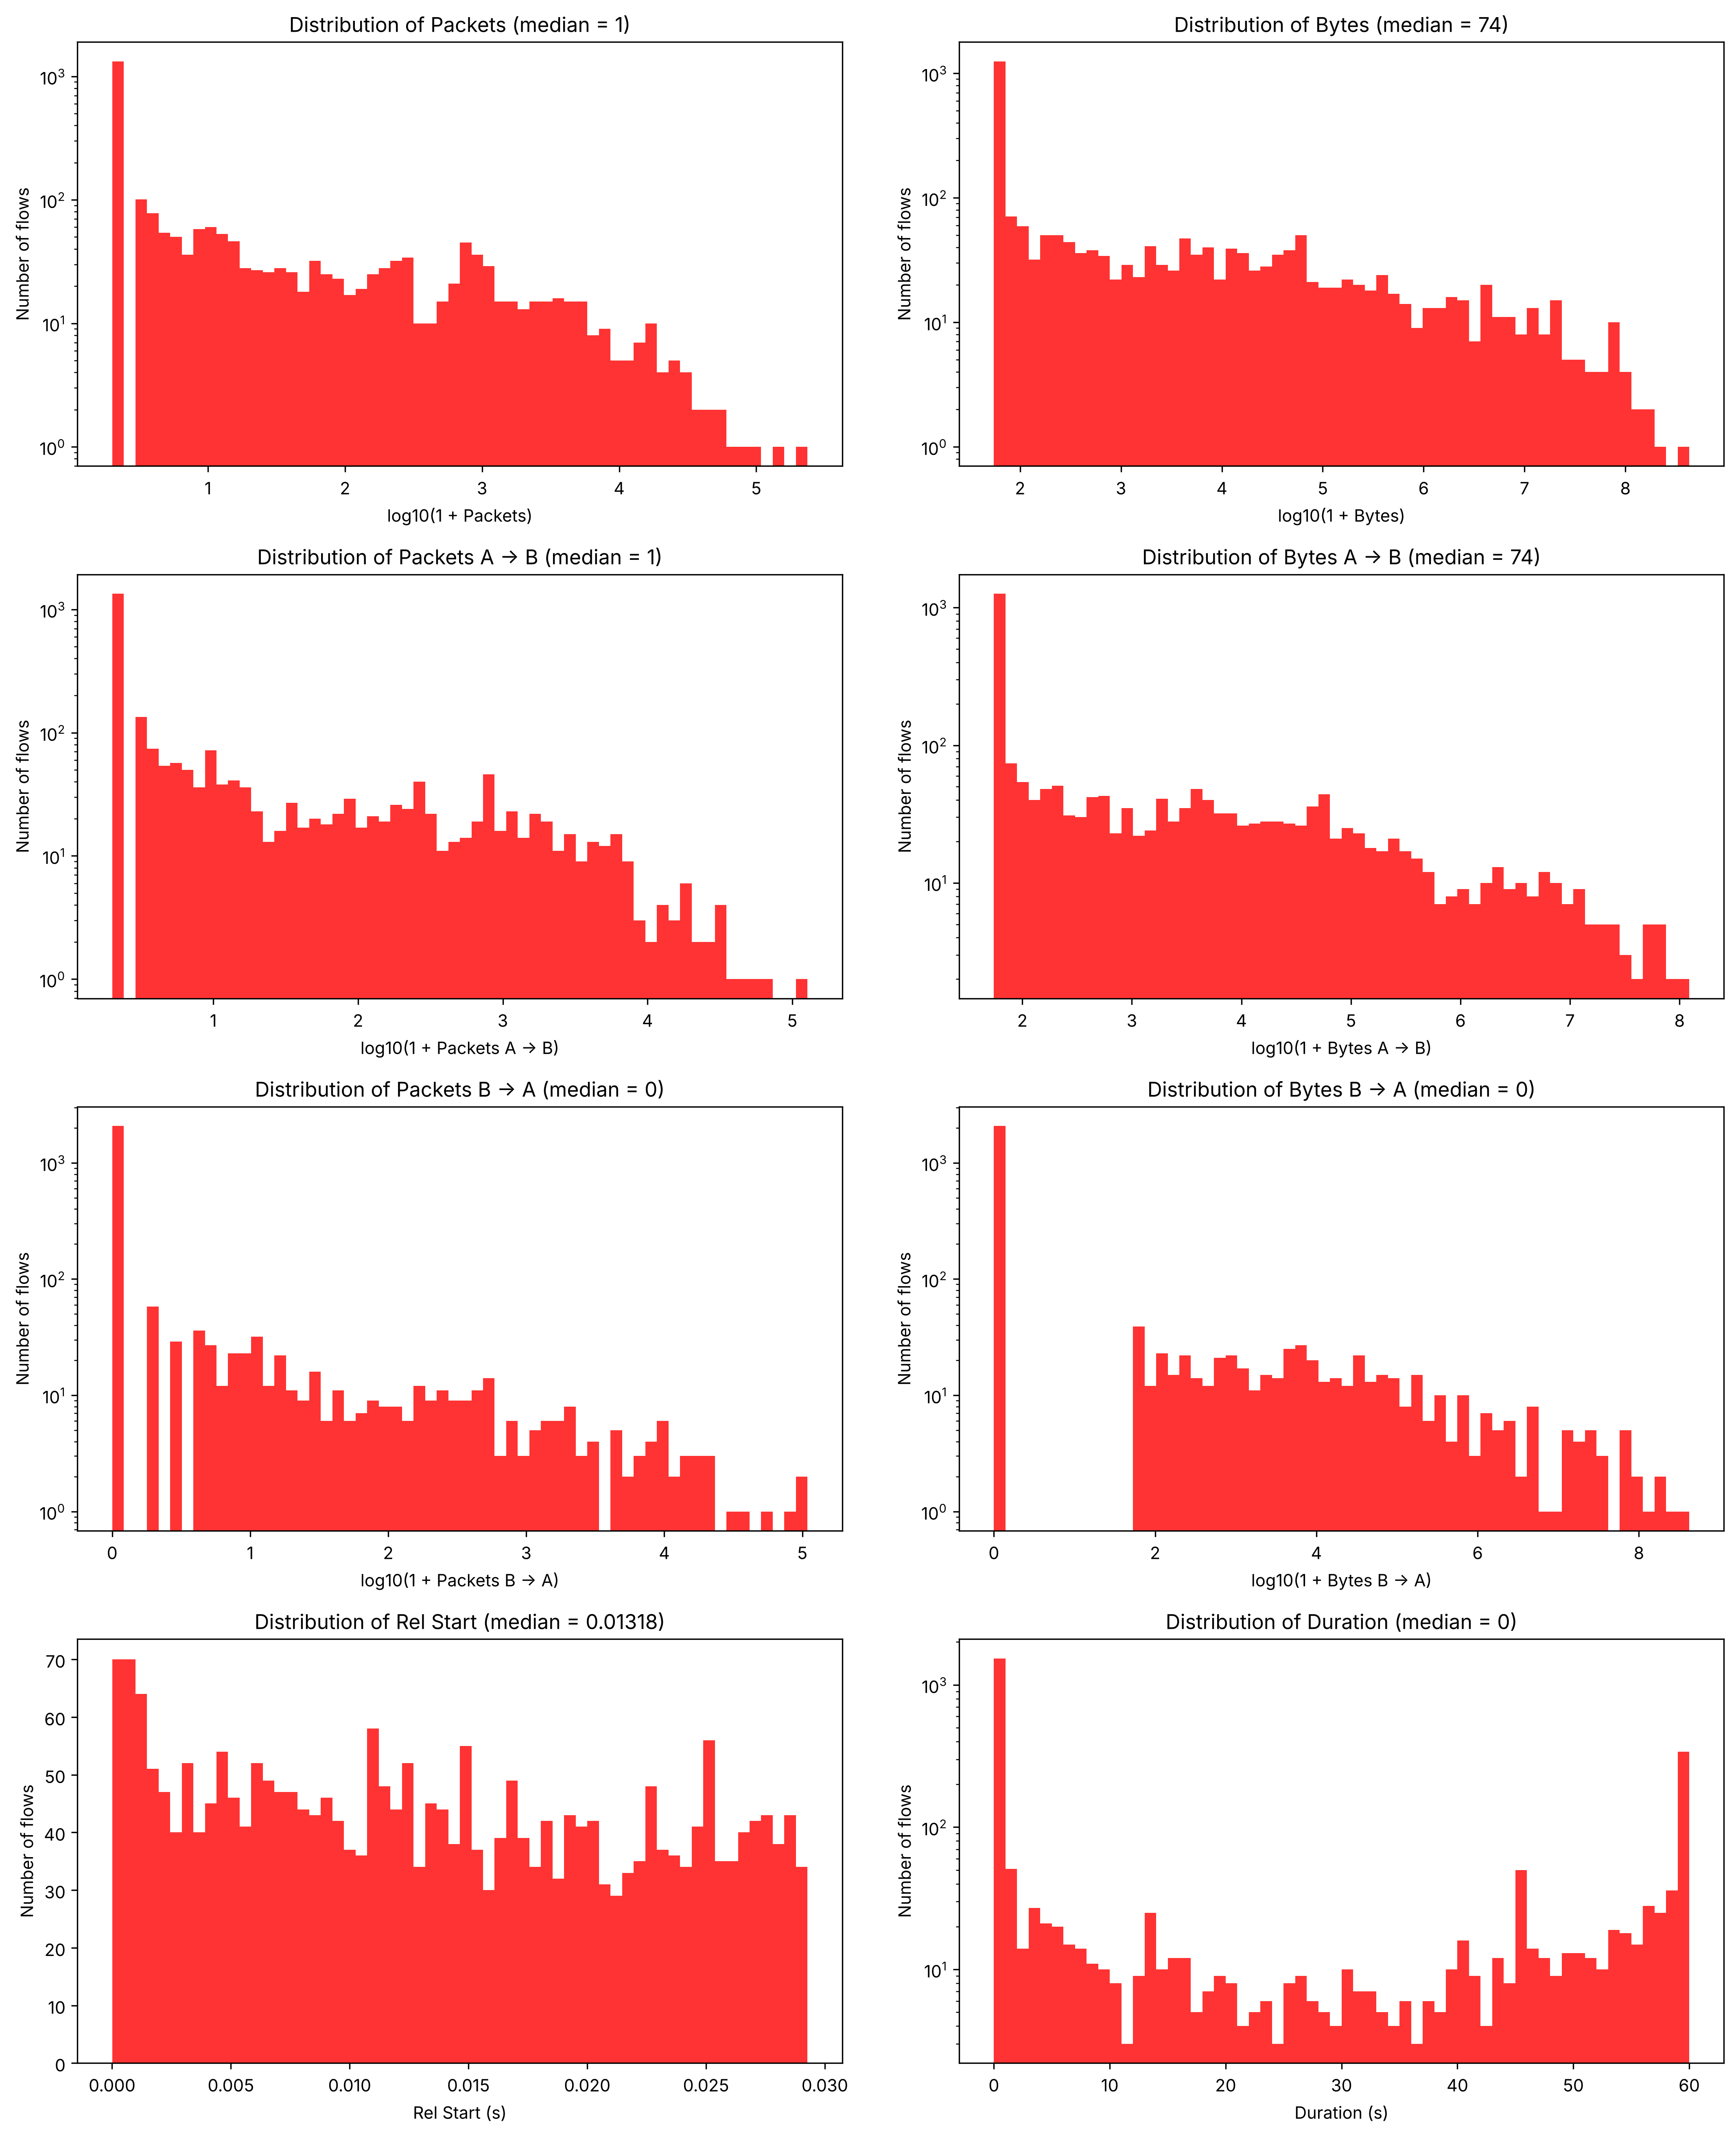 Distribution of Packets (median = 1)
Number of flows
10³
10²
10¹
10⁰
1 2 3 4 5
log10(1 + Packets)
Distribution of Bytes (median = 74)
Number of flows
10³
10²
10¹
10⁰
2 3 4 5 6 7 8
log10(1 + Bytes)
Distribution of Packets A → B (median = 1)
Number of flows
10³
10²
10¹
10⁰
1 2 3 4 5
log10(1 + Packets A → B)
Distribution of Bytes A → B (median = 74)
Number of flows
10³
10²
10¹
2 3 4 5 6 7 8
log10(1 + Bytes A → B)
Distribution of Packets B → A (median = 0)
Number of flows
10³
10²
10¹
10⁰
0 1 2 3 4 5
log10(1 + Packets B → A)
Distribution of Bytes B → A (median = 0)
Number of flows
10³
10²
10¹
10⁰
0 2 4 6 8
log10(1 + Bytes B → A)
Distribution of Rel Start (median = 0.01318)
Number of flows
70
60
50
40
30
20
10
0
0.000 0.005 0.010 0.015 0.020 0.025 0.030
Rel Start (s)
Distribution of Duration (median = 0)
Number of flows
10³
10²
10¹
0 10 20 30 40 50 60
Duration (s)